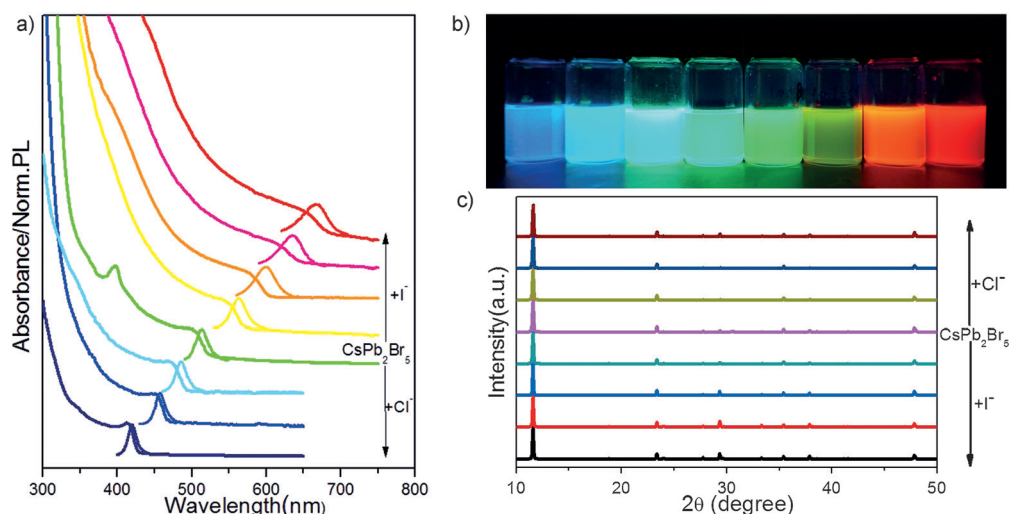 a)
Absorbance/Norm.PL
300 400 500 600 700 800
Wavelength(nm)
+I⁻
CsPb₂Br₅
+Cl⁻
b)
c)
Intensity(a.u.)
10 20 30 40 50
2θ (degree)
+Cl⁻
CsPb₂Br₅
+I⁻